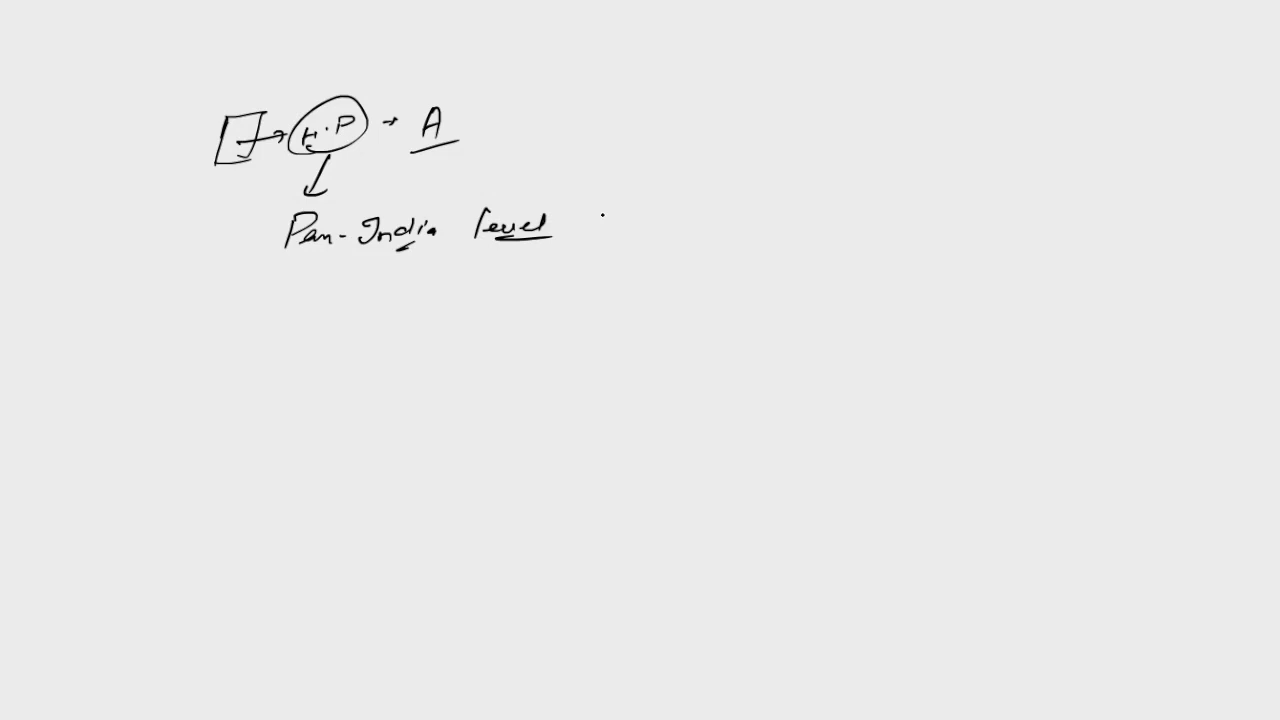 → H.P → A
Pan-India level